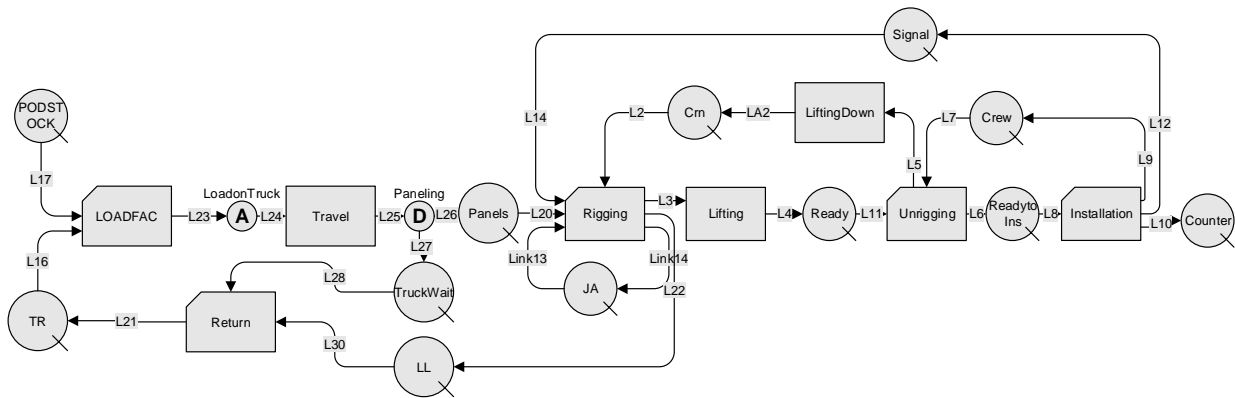 Signal
PODST
OCK
L14
L2
Crn
LA2
LiftingDown
L7
Crew
L12
L9
L5
L17
LOADFAC
L23
LoadonTruck
A
L24
Travel
L25
Paneling
D
L26
Panels
L20
Rigging
L3
Lifting
L4
Ready
L11
Unrigging
L6
Readyto
Ins
L8
Installation
L10
Counter
L16
L27
Link13
Link14
L28
TruckWait
JA
L22
TR
L21
Return
L30
LL